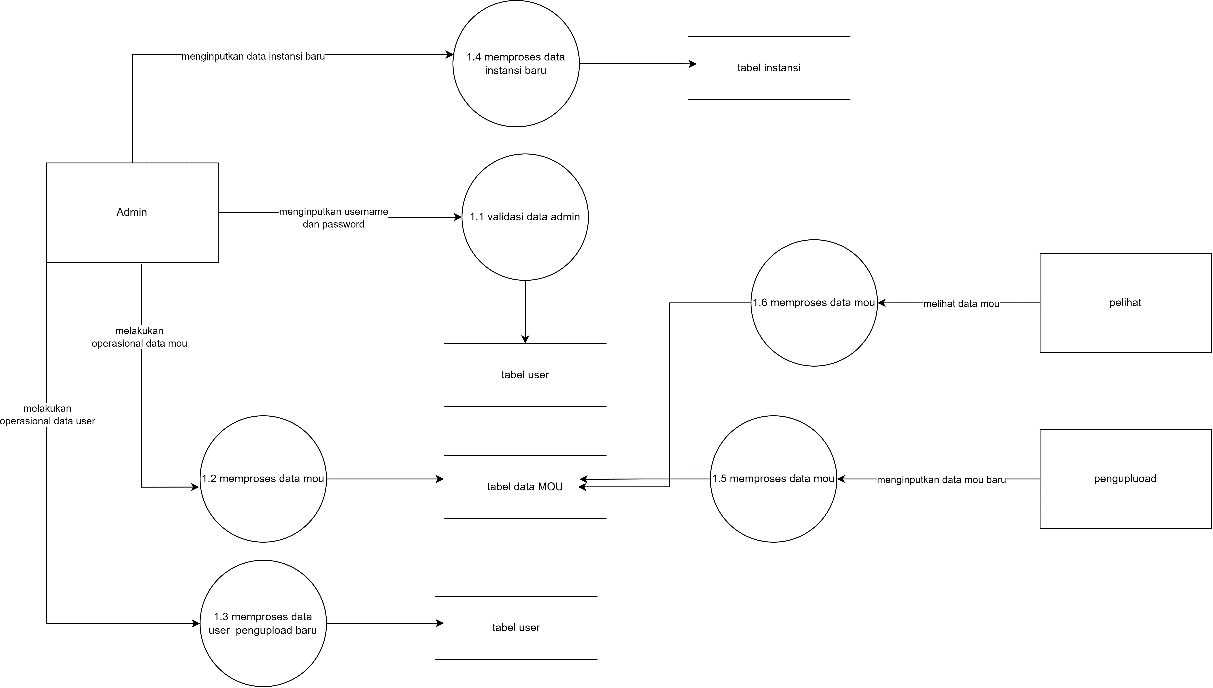 menginputkan data instansi baru
1.4 memproses data
instansi baru
tabel instansi
Admin
menginputkan username
dan password
1.1 validasi data admin
1.6 memproses data mou
melihat data mou
pelihat
melakukan
operasional data mou
tabel user
melakukan
operasional data user
1.2 memproses data mou
tabel data MOU
1.5 memproses data mou
menginputkan data mou baru
pengupluoad
1.3 memproses data
user pengupload baru
tabel user